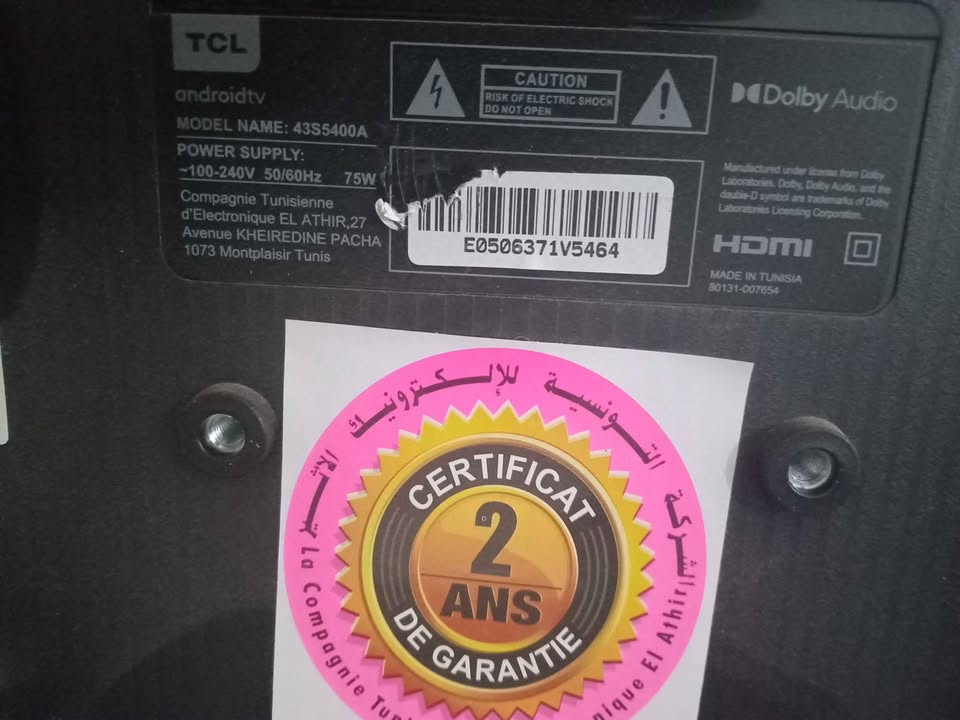 TCL
androidtv
MODEL NAME: 43S5400A
POWER SUPPLY:
~100-240V 50/60Hz 75W
Compagnie Tunisienne
d'Electronique EL ATHIR,27
Avenue KHEIREDINE PACHA
1073 Montplaisir Tunis
CAUTION
RISK OF ELECTRIC SHOCK
DO NOT OPEN
E0506371V5464
Dolby Audio
Manufactured under license from Dolby
Laboratories. Dolby, Dolby Audio, and the
double-D symbol are trademarks of Dolby
Laboratories Licensing Corporation.
HDMI
MADE IN TUNISIA
80131-007654
الشركة التونسية للإلكترونيك الأثير
CERTIFICAT
2
ANS
DE GARANTIE
La Compagnie Tuni
nique El Athir